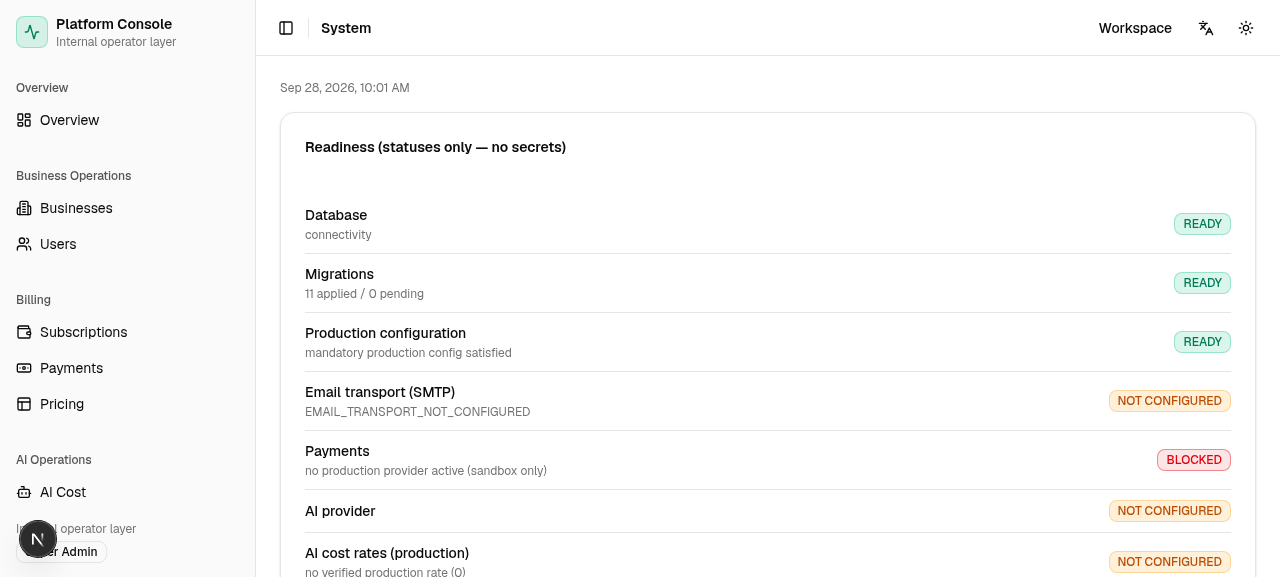 Platform Console
Internal operator layer
Overview
Overview
Business Operations
Businesses
Users
Billing
Subscriptions
Payments
Pricing
AI Operations
AI Cost
operator layer
Admin
System
Workspace
Sep 28, 2026, 10:01 AM
Readiness (statuses only — no secrets)
Database
connectivity
READY
Migrations
11 applied / 0 pending
READY
Production configuration
mandatory production config satisfied
READY
Email transport (SMTP)
EMAIL_TRANSPORT_NOT_CONFIGURED
NOT CONFIGURED
Payments
no production provider active (sandbox only)
BLOCKED
AI provider
NOT CONFIGURED
AI cost rates (production)
no verified production rate (0)
NOT CONFIGURED